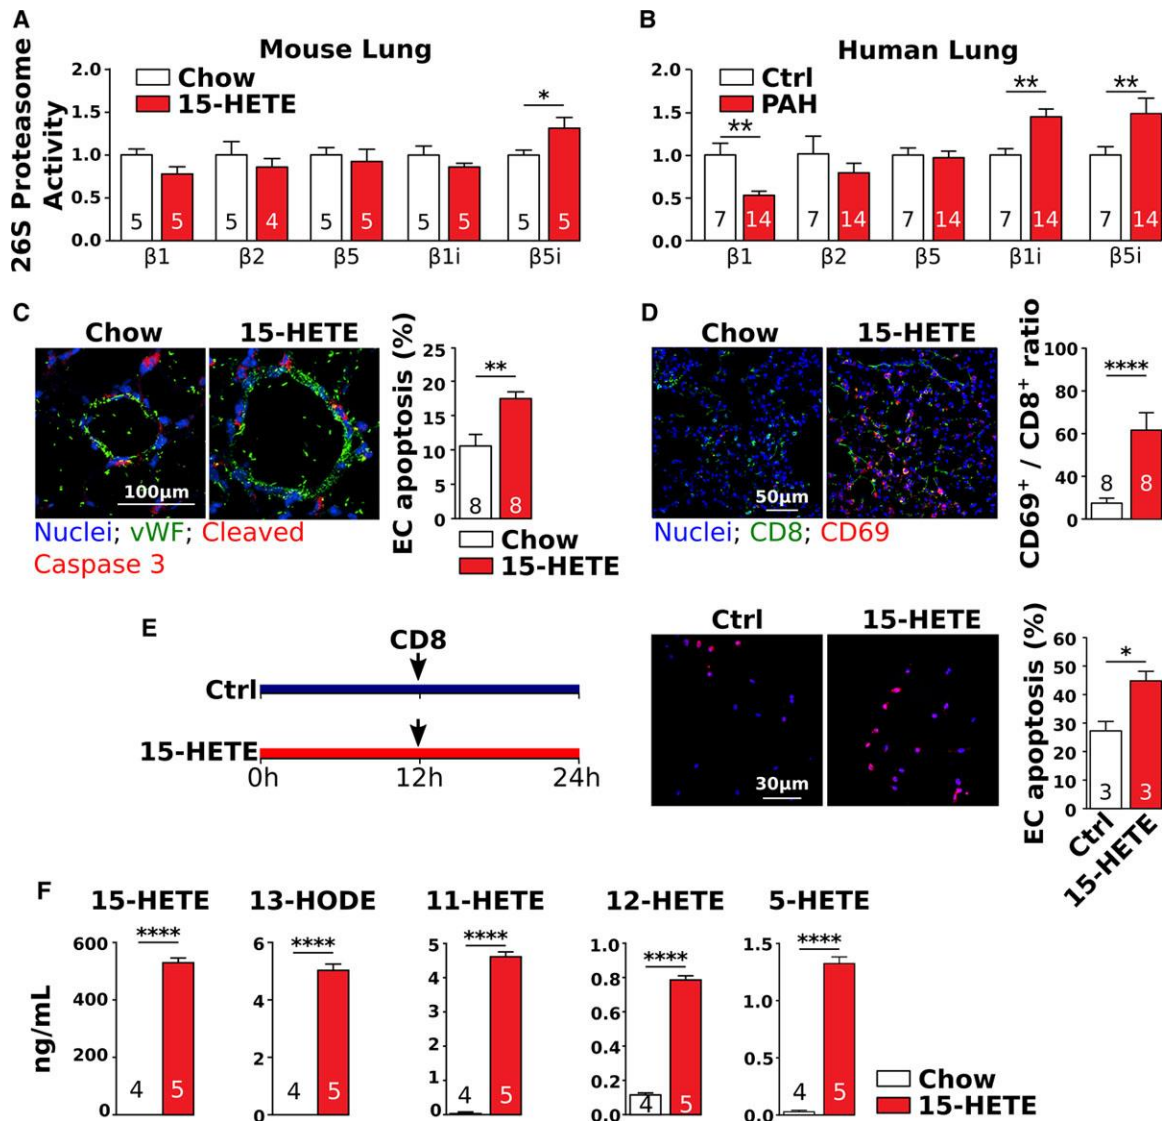 A
Mouse Lung
26S Proteasome
Activity
2.0
1.5
1.0
0.5
0.0
Chow
15-HETE
*
5 5 5 4 5 5 5 5 5 5
β1 β2 β5 β1i β5i
B
Human Lung
2.0
1.5
1.0
0.5
0.0
Ctrl
PAH
** ** **
7 14 7 14 7 14 7 14 7 14
β1 β2 β5 β1i β5i
C
Chow 15-HETE
100μm
Nuclei; vWF; Cleaved
Caspase 3
EC apoptosis (%)
25
20
15
10
5
0
**
8 8
Chow
15-HETE
D
Chow 15-HETE
50μm
Nuclei; CD8; CD69
CD69+ / CD8+ ratio
100
80
60
40
20
0
****
8 8
E
CD8
Ctrl
15-HETE
0h 12h 24h
Ctrl 15-HETE
30μm
EC apoptosis (%)
60
50
40
30
20
10
0
*
3 3
Ctrl
15-HETE
F
ng/mL
15-HETE
600
400
200
0
****
4 5
13-HODE
6
4
2
0
****
4 5
11-HETE
5
4
3
2
1
0
****
4 5
12-HETE
1.0
0.8
0.6
0.4
0.2
0.0
****
4 5
5-HETE
1.5
1.0
0.5
0.0
****
4 5
Chow
15-HETE